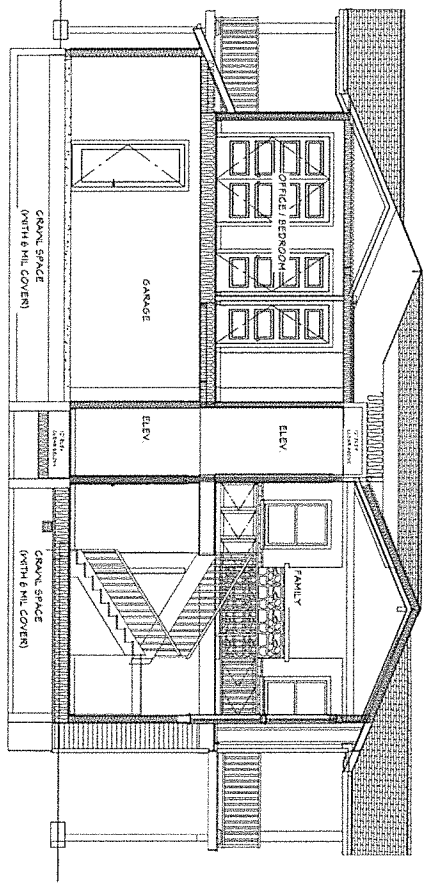 OFFICE / BEDROOM
ELEV.
FAMILY
GARAGE
ELEV.
CRAWL SPACE
(WITH 6 MIL COVER)
CRAWL SPACE
(WITH 6 MIL COVER)